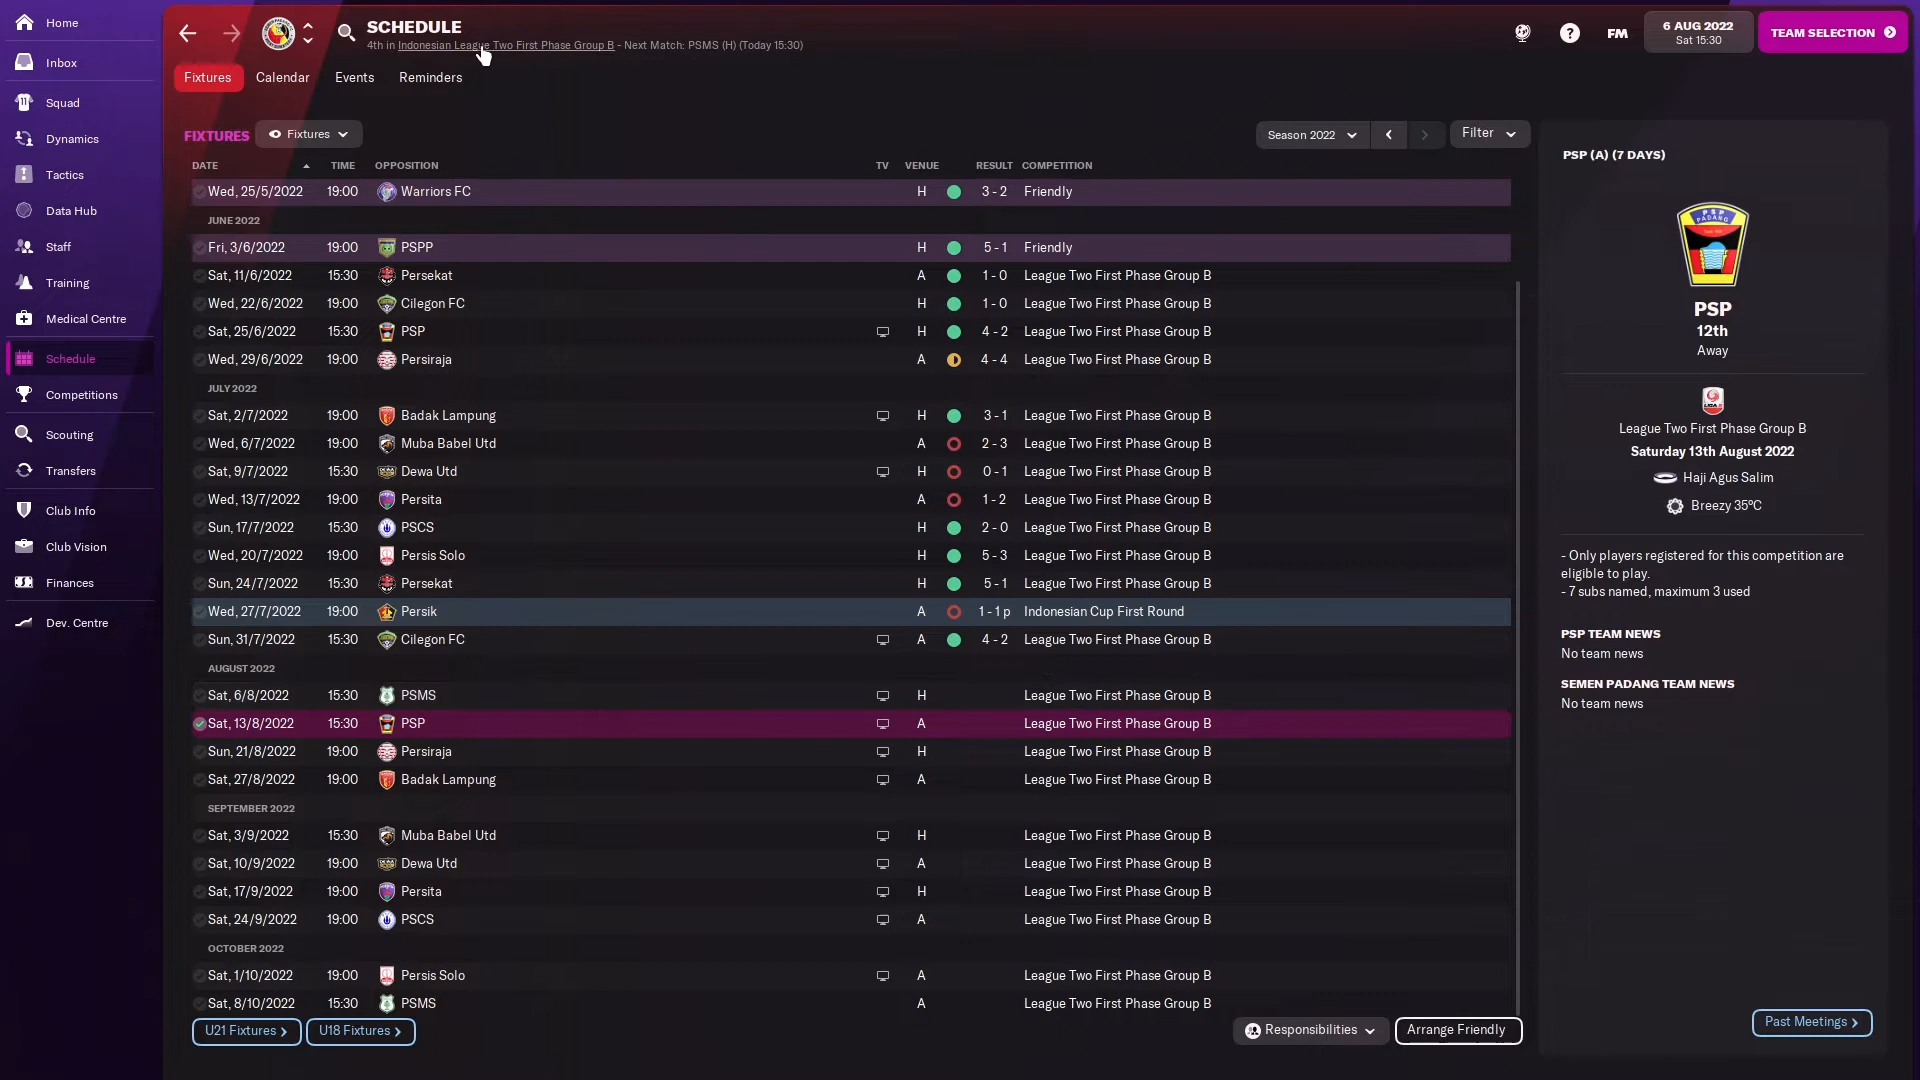 Home
Inbox
Squad
Dynamics
Tactics
Data Hub
Staff
Training
Medical Centre
Schedule
Competitions
Scouting
Transfers
Club Info
Club Vision
Finances
Dev. Centre
SCHEDULE
4th in Indonesian League Two First Phase Group B - Next Match: PSMS (H) (Today 15:30)
FM
6 AUG 2022
Sat 15:30
TEAM SELECTION
Fixtures Calendar Events Reminders
FIXTURES Fixtures
Season 2022 Filter
DATE TIME OPPOSITION TV VENUE RESULT COMPETITION
Wed, 25/5/2022 19:00 Warriors FC H 3 - 2 Friendly
JUNE 2022
Fri, 3/6/2022 19:00 PSPP H 5 - 1 Friendly
Sat, 11/6/2022 15:30 Persekat A 1 - 0 League Two First Phase Group B
Wed, 22/6/2022 19:00 Cilegon FC H 1 - 0 League Two First Phase Group B
Sat, 25/6/2022 15:30 PSP H 4 - 2 League Two First Phase Group B
Wed, 29/6/2022 19:00 Persiraja A 4 - 4 League Two First Phase Group B
JULY 2022
Sat, 2/7/2022 19:00 Badak Lampung H 3 - 1 League Two First Phase Group B
Wed, 6/7/2022 19:00 Muba Babel Utd A 2 - 3 League Two First Phase Group B
Sat, 9/7/2022 15:30 Dewa Utd H 0 - 1 League Two First Phase Group B
Wed, 13/7/2022 19:00 Persita A 1 - 2 League Two First Phase Group B
Sun, 17/7/2022 15:30 PSCS H 2 - 0 League Two First Phase Group B
Wed, 20/7/2022 19:00 Persis Solo H 5 - 3 League Two First Phase Group B
Sun, 24/7/2022 15:30 Persekat H 5 - 1 League Two First Phase Group B
Wed, 27/7/2022 19:00 Persik A 1 - 1 p Indonesian Cup First Round
Sun, 31/7/2022 15:30 Cilegon FC A 4 - 2 League Two First Phase Group B
AUGUST 2022
Sat, 6/8/2022 15:30 PSMS H League Two First Phase Group B
Sat, 13/8/2022 15:30 PSP A League Two First Phase Group B
Sun, 21/8/2022 19:00 Persiraja H League Two First Phase Group B
Sat, 27/8/2022 19:00 Badak Lampung A League Two First Phase Group B
SEPTEMBER 2022
Sat, 3/9/2022 15:30 Muba Babel Utd H League Two First Phase Group B
Sat, 10/9/2022 19:00 Dewa Utd A League Two First Phase Group B
Sat, 17/9/2022 19:00 Persita H League Two First Phase Group B
Sat, 24/9/2022 19:00 PSCS A League Two First Phase Group B
OCTOBER 2022
Sat, 1/10/2022 19:00 Persis Solo A League Two First Phase Group B
Sat, 8/10/2022 15:30 PSMS A League Two First Phase Group B
U21 Fixtures U18 Fixtures Responsibilities Arrange Friendly
PSP (A) (7 DAYS)
PSP
PADANG
PSP
12th
Away
League Two First Phase Group B
Saturday 13th August 2022
Haji Agus Salim
Breezy 35ºC
- Only players registered for this competition are
eligible to play.
- 7 subs named, maximum 3 used
PSP TEAM NEWS
No team news
SEMEN PADANG TEAM NEWS
No team news
Past Meetings